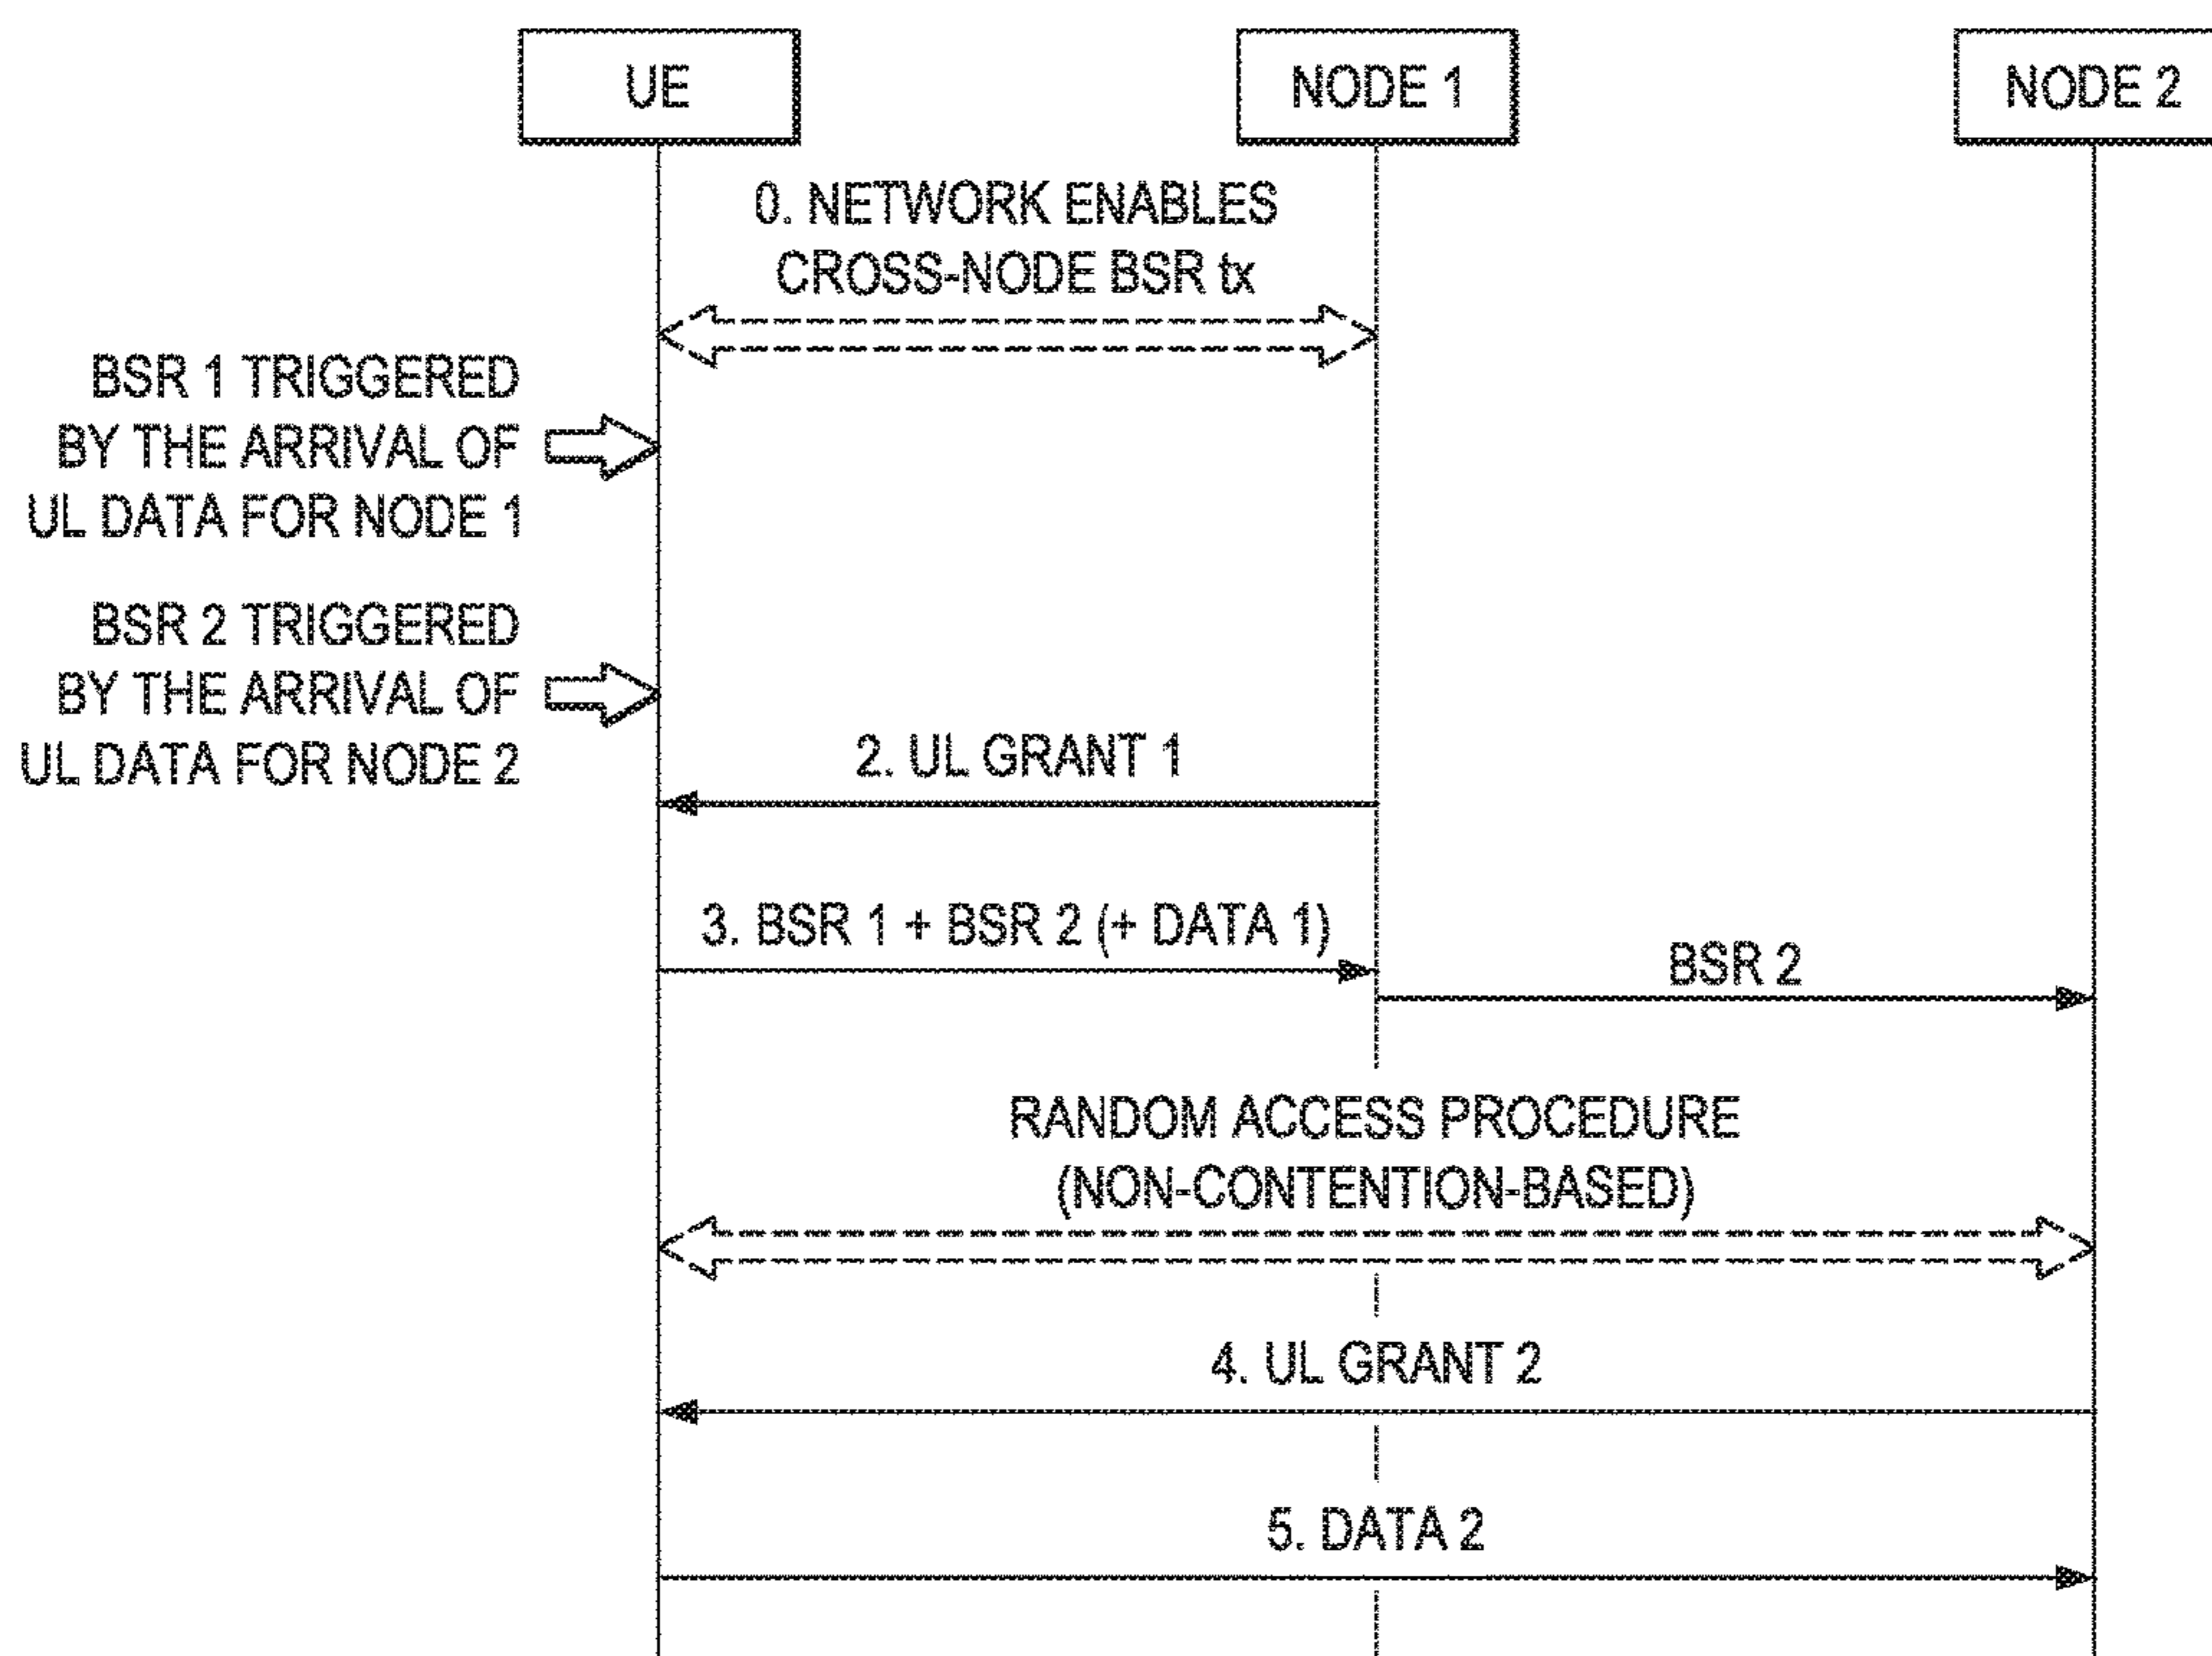 UE
NODE 1
NODE 2
0. NETWORK ENABLES
CROSS-NODE BSR tx
BSR 1 TRIGGERED
BY THE ARRIVAL OF
UL DATA FOR NODE 1
BSR 2 TRIGGERED
BY THE ARRIVAL OF
UL DATA FOR NODE 2
2. UL GRANT 1
3. BSR 1 + BSR 2 (+ DATA 1)
BSR 2
RANDOM ACCESS PROCEDURE
(NON-CONTENTION-BASED)
4. UL GRANT 2
5. DATA 2